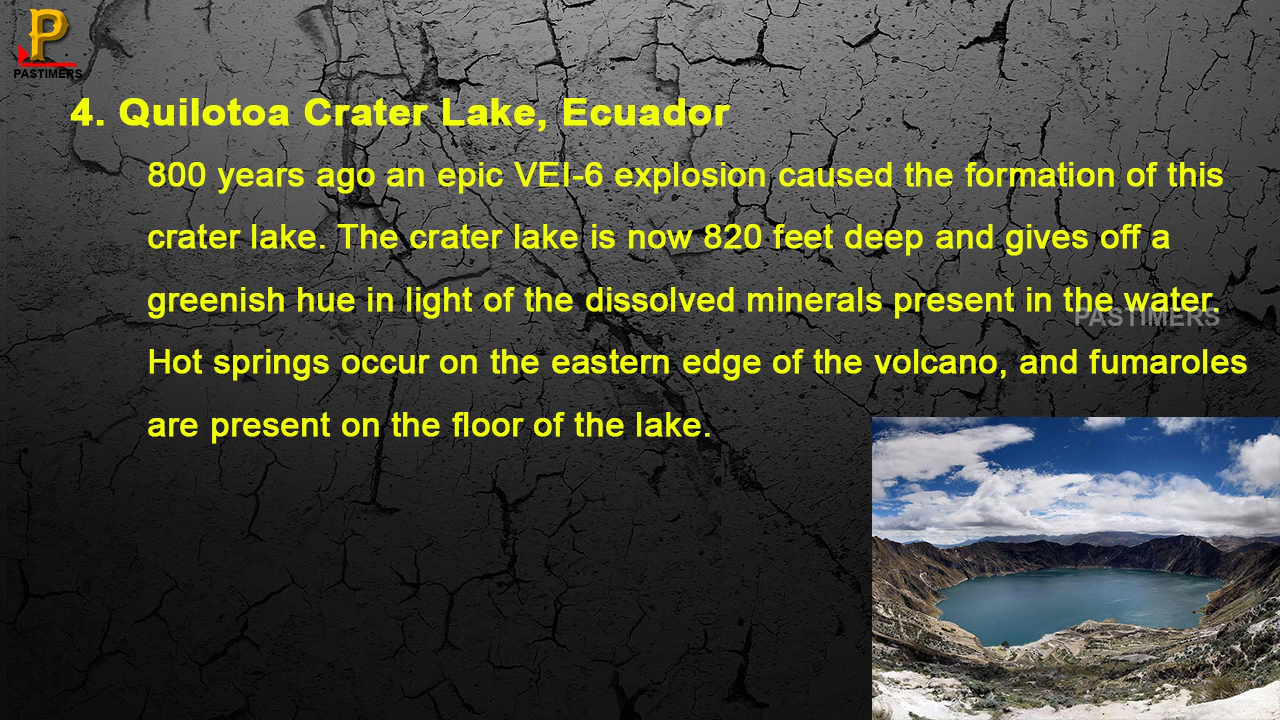 P
PASTIMERS
4. Quilotoa Crater Lake, Ecuador
800 years ago an epic VEI-6 explosion caused the formation of this
crater lake. The crater lake is now 820 feet deep and gives off a
greenish hue in light of the dissolved minerals present in the water.
PASTIMERS
Hot springs occur on the eastern edge of the volcano, and fumaroles
are present on the floor of the lake.